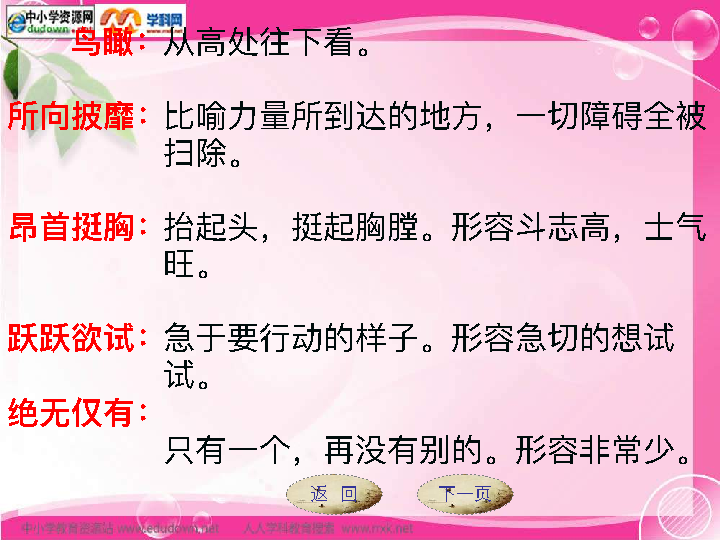 中小学资源网
dudown.com
学科网
鸟瞰：从高处往下看。
所向披靡：比喻力量所到达的地方，一切障碍全被
扫除。
昂首挺胸：抬起头，挺起胸膛。形容斗志高，士气
旺。
跃跃欲试：急于要行动的样子。形容急切的想试
试。
绝无仅有：
只有一个，再没有别的。形容非常少。
返 回
下一页
中小学教育资源站 www.edudown.net 人人学科教育搜索 www.rrxk.net